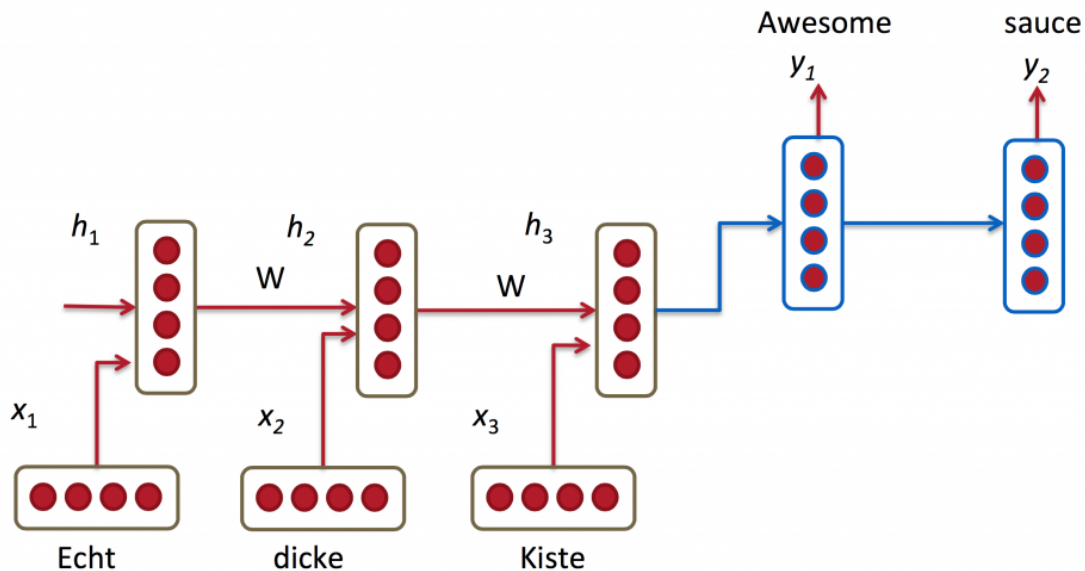 Awesome sauce
y1 y2
h1 h2 h3
W W
x1 x2 x3
Echt dicke Kiste